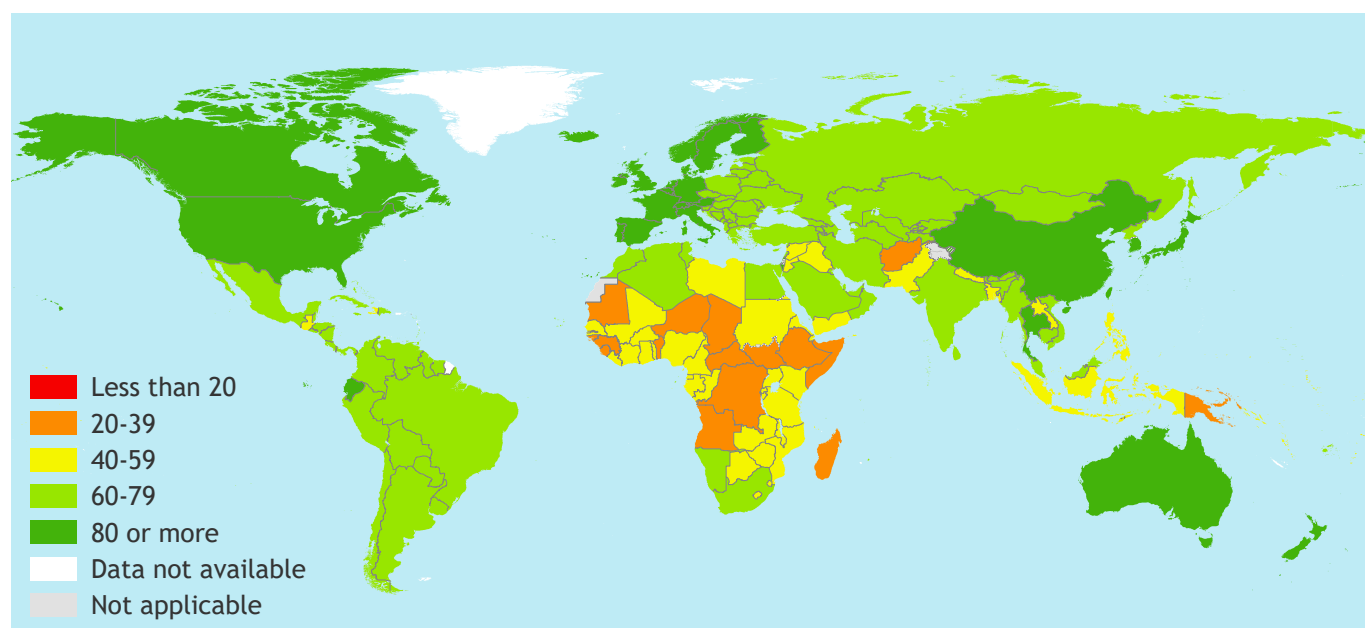 Less than 20
20-39
40-59
60-79
80 or more
Data not available
Not applicable